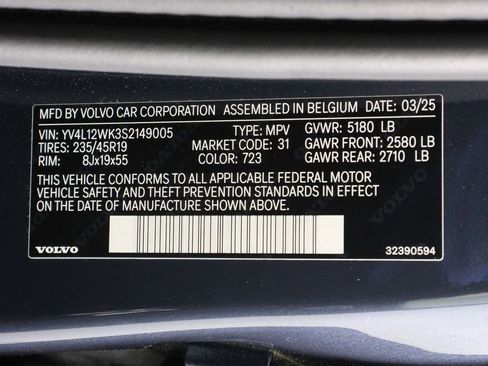 MFD BY VOLVO CAR CORPORATION ASSEMBLED IN BELGIUM DATE: 03/25
VIN: YV4L12WK3S2149005 TYPE: MPV GVWR: 5180 LB
TIRES: 235/45R19 MARKET CODE: 31 GAWR FRONT: 2580 LB
RIM: 8Jx19x55 COLOR: 723 GAWR REAR: 2710 LB
THIS VEHICLE CONFORMS TO ALL APPLICABLE FEDERAL MOTOR
VEHICLE SAFETY AND THEFT PREVENTION STANDARDS IN EFFECT
ON THE DATE OF MANUFACTURE SHOWN ABOVE.
VOLVO 32390594